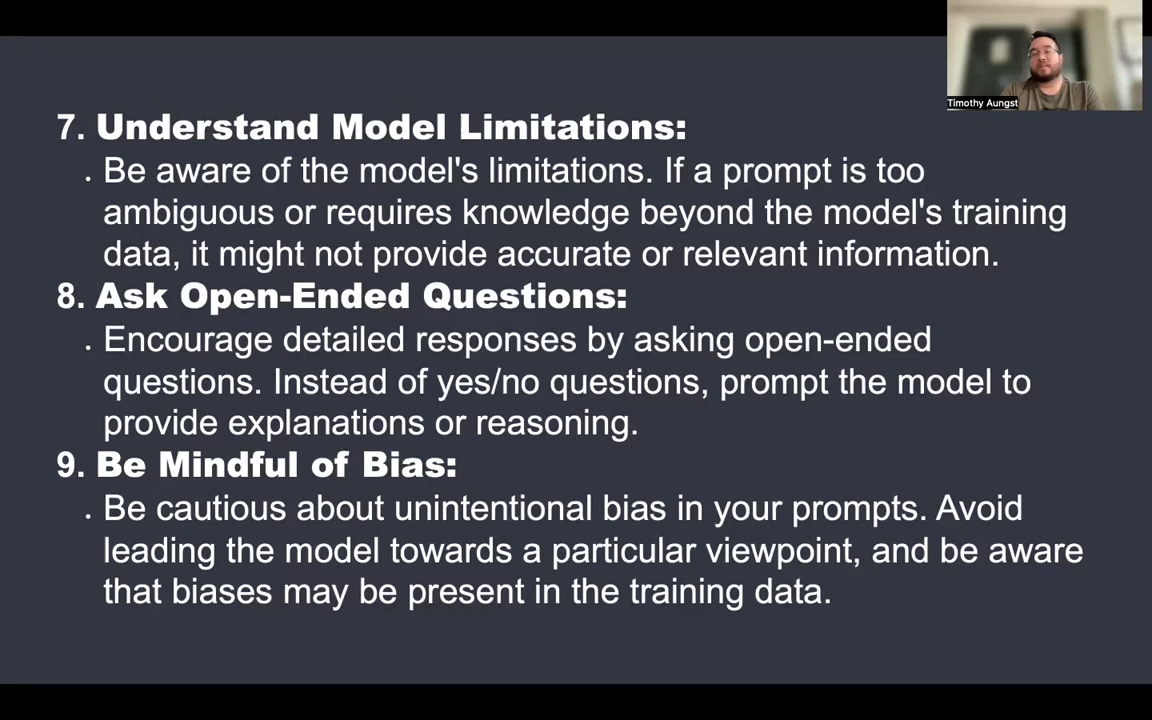 Timothy Aungst
7. Understand Model Limitations:
. Be aware of the model's limitations. If a prompt is too
ambiguous or requires knowledge beyond the model's training
data, it might not provide accurate or relevant information.
8. Ask Open-Ended Questions:
. Encourage detailed responses by asking open-ended
questions. Instead of yes/no questions, prompt the model to
provide explanations or reasoning.
9. Be Mindful of Bias:
. Be cautious about unintentional bias in your prompts. Avoid
leading the model towards a particular viewpoint, and be aware
that biases may be present in the training data.